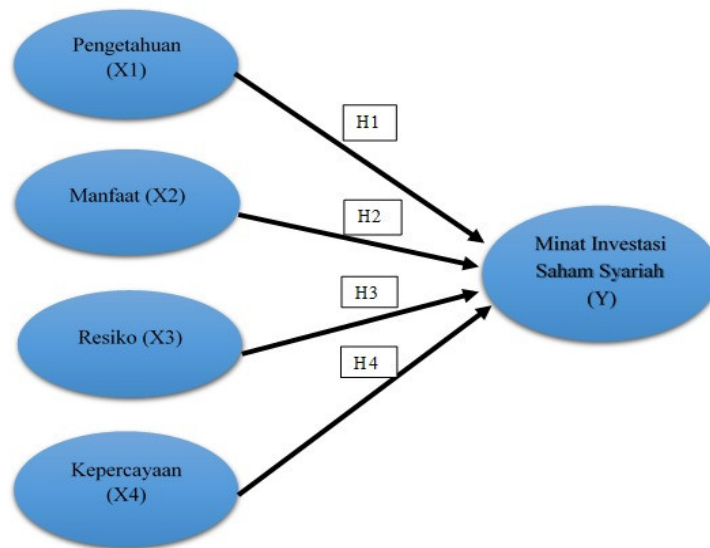 Pengetahuan
(X1)
H1
Manfaat (X2)
H2
Minat Investasi
Saham Syariah
(Y)
H3
Resiko (X3)
H4
Kepercayaan
(X4)